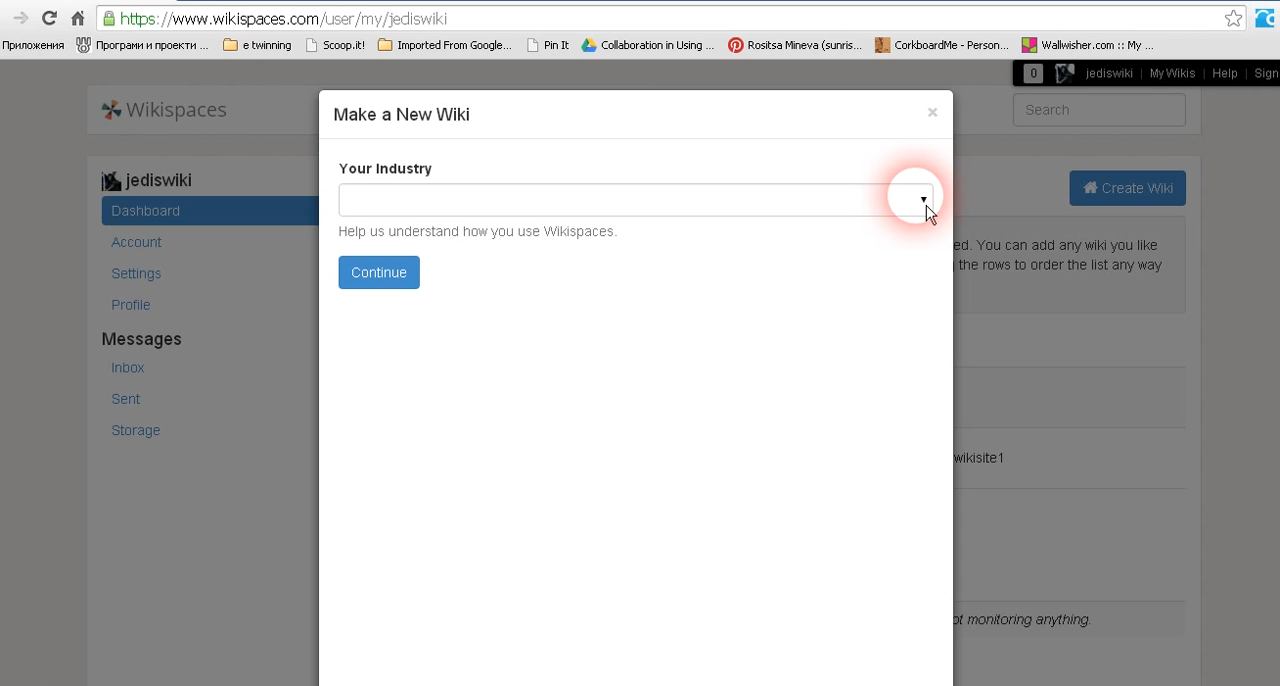 https://www.wikispaces.com/user/my/jediswiki
Приложения Програми и проекти ... e twinning Scoop.it! Imported From Google... Pin It Collaboration in Using ... Rusitsa Mineva (sunris... CorkboardMe - Person... Wallwisher.com :: My ...
0 jediswiki | My Wikis | Help | Sign
Wikispaces
Search
Make a New Wiki ×
jediswiki
Dashboard
Account
Settings
Profile
Messages
Inbox
Sent
Storage
Your Industry
Help us understand how you use Wikispaces.
Continue
Create Wiki
ed. You can add any wiki you like
the rows to order the list any way
wikisite1
ot monitoring anything.